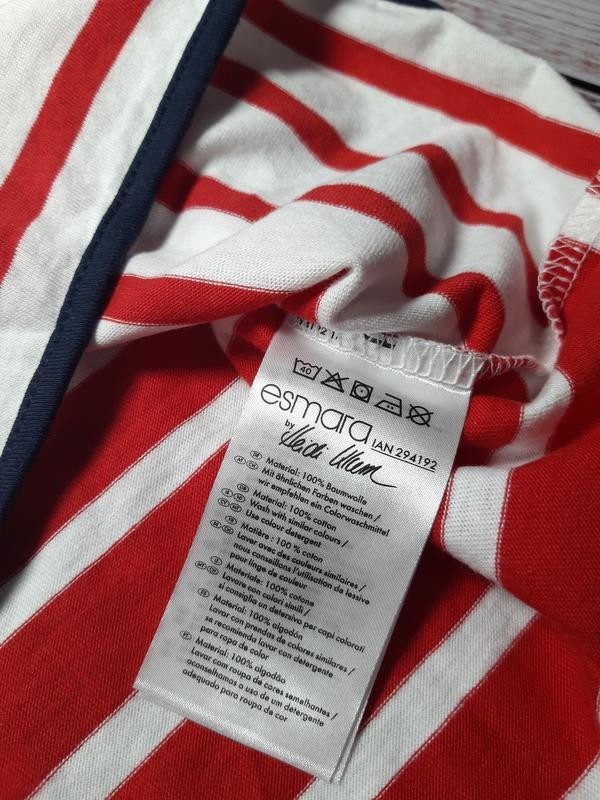 40
esmara
by
Heidi Klum IAN 294192
Material: 100% Baumwolle
Mit ähnlichen Farben waschen /
wir empfehlen ein Colorwaschmittel
Material: 100% cotton
Wash with similar colours /
Use colour detergent
Matière : 100 % coton
Laver avec des couleurs similaires /
nous conseillons l'utilisation de lessive
pour linge de couleur
Materiale: 100% cotone
Lavare con colori simili /
si consiglia un detersivo per capi colorati
Material: 100% algodón
Lavar con prendas de colores similares /
se recomienda lavar con detergente
para ropa de color
Material: 100% algodão
Lavar com roupa de cores semelhantes /
aconselhamos o uso de um detergente
adequado para roupa de cor